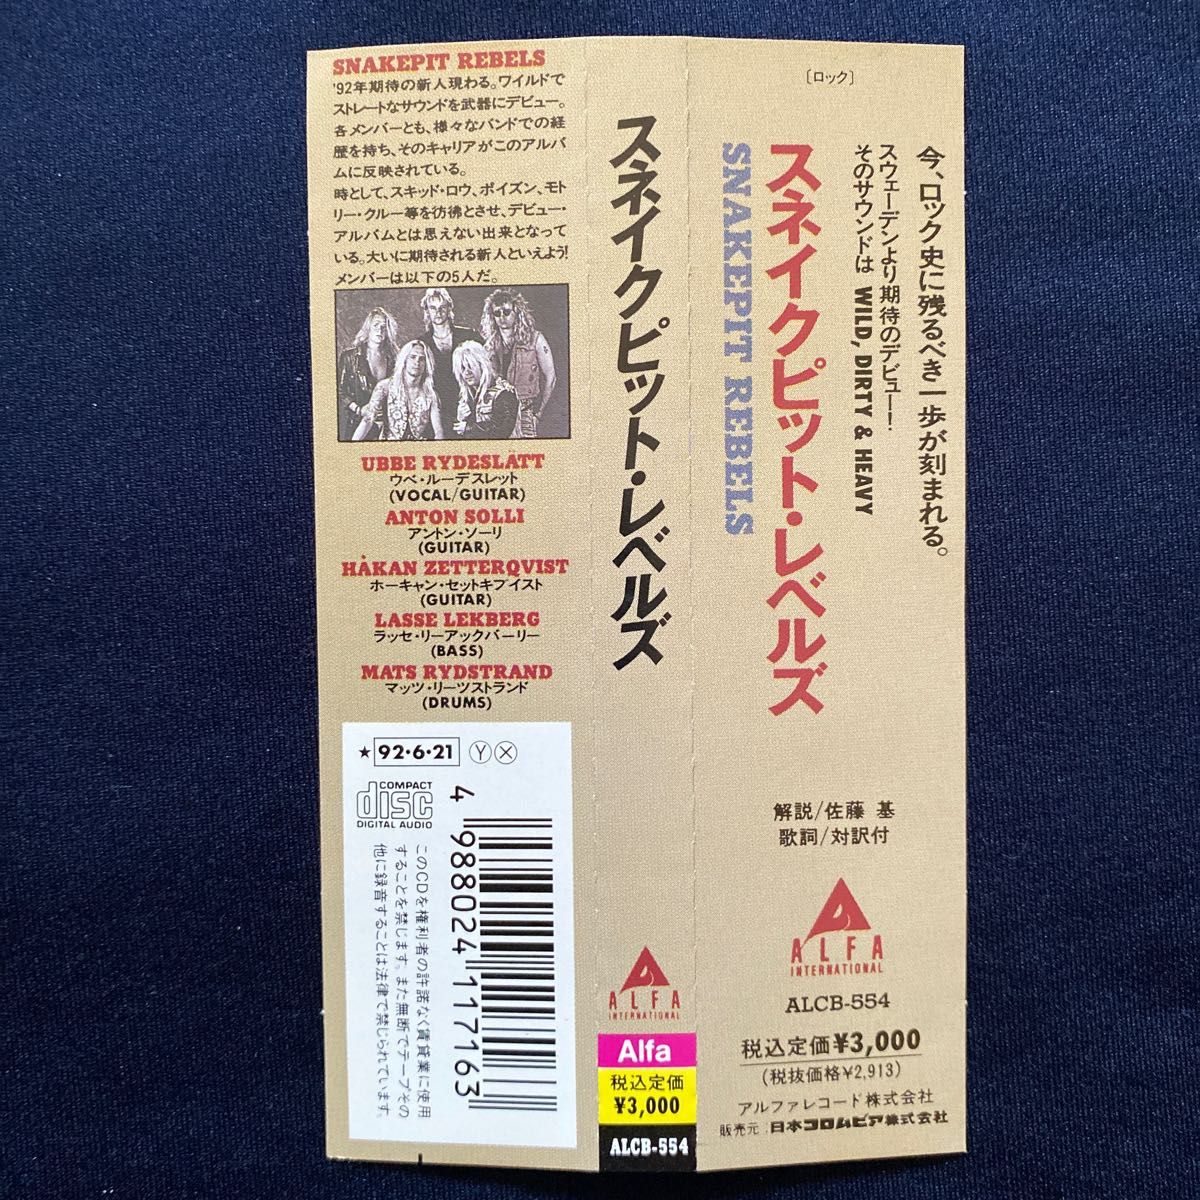 SNAKEPIT REBELS
'92年期待の新人現わる。ワイルドで
ストレートなサウンドを武器にデビュー。
各メンバーとも、様々なバンドでの経
歴を持ち、そのキャリアがこのアルバ
ムに反映されている。
時として、スキッド・ロウ、ポイズン、モト
リー・クルー等を彷彿とさせ、デビュー・
アルバムとは思えない出来となって
いる。大いに期待される新人といえよう!
メンバーは以下の5人だ。
UBBE RYDESLÄTT
ウベ・ルーデスレット
(VOCAL/GUITAR)
ANTON SOLLI
アントン・ソーリ
(GUITAR)
HÅKAN ZETTERQVIST
ホーキャン・セットキブイスト
(GUITAR)
LASSE LEKBERG
ラッセ・リーアックバーリー
(BASS)
MATS RYDSTRAND
マッツ・リーツストランド
(DRUMS)
★92・6・21 Ⓨ Ⓧ
COMPACT
disc
DIGITAL AUDIO
4 988024 117163
このCDを権利者の許諾なく賃貸業に使用
することを禁じます。また無断でテープその
他に録音することは法律で禁じられています。
スネイクピット・レベルズ
ALFA
INTERNATIONAL
Alfa
税込定価
¥3,000
ALCB-554
〔ロック〕
今、ロック史に残るべき一歩が刻まれる。
スウェーデンより期待のデビュー!
そのサウンドは WILD, DIRTY & HEAVY
スネイクピット・レベルズ
SNAKEPIT REBELS
解説/佐藤 基
歌詞/対訳付
ALFA
INTERNATIONAL
ALCB-554
税込定価¥3,000
(税抜価格¥2,913)
アルファレコード株式会社
販売元:日本コロムビア株式会社